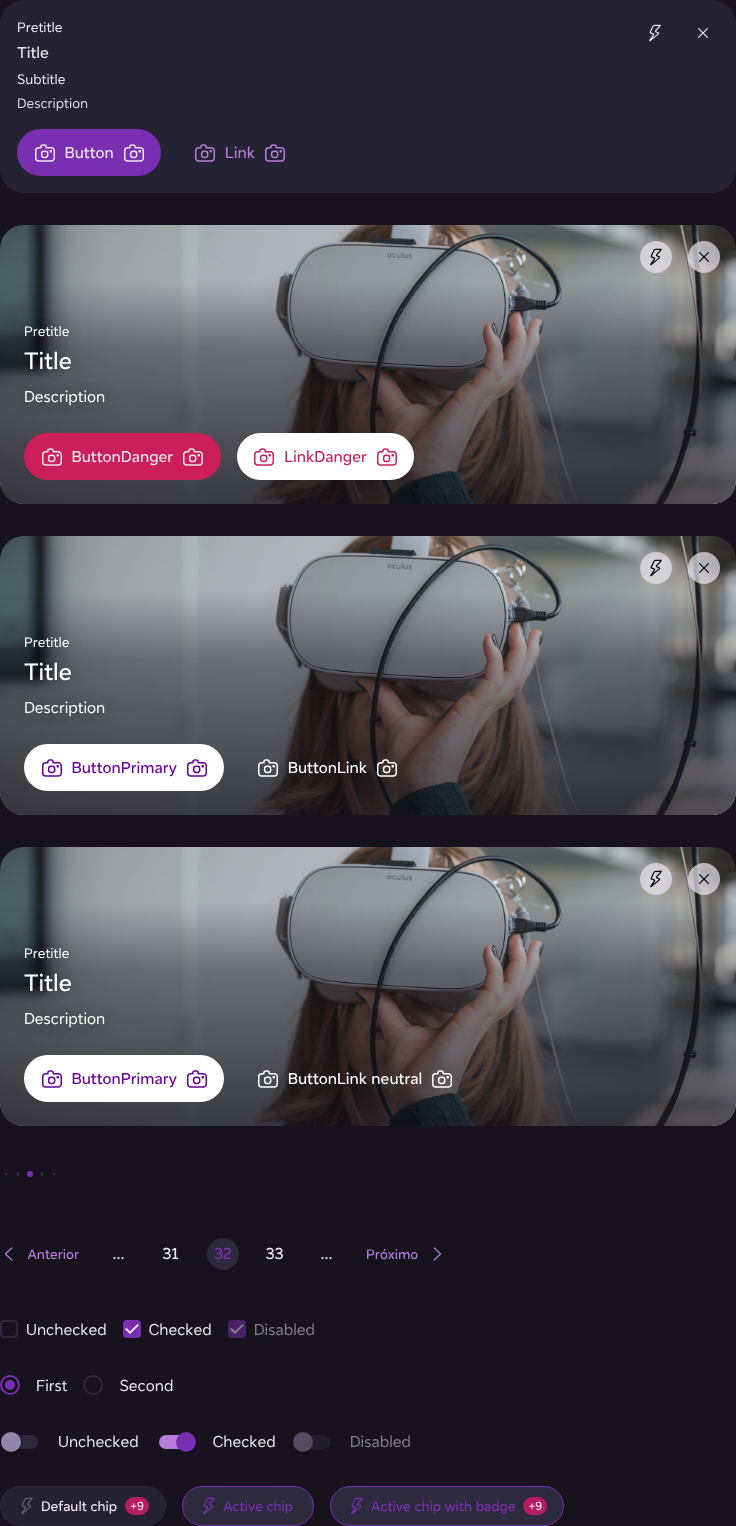 Pretitle
Title
Subtitle
Description
Button Link
oculus
Pretitle
Title
Description
ButtonDanger LinkDanger
oculus
Pretitle
Title
Description
ButtonPrimary ButtonLink
oculus
Pretitle
Title
Description
ButtonPrimary ButtonLink neutral
Anterior ... 31 32 33 ... Próximo
Unchecked Checked Disabled
First Second
Unchecked Checked Disabled
Default chip +9 Active chip Active chip with badge +9